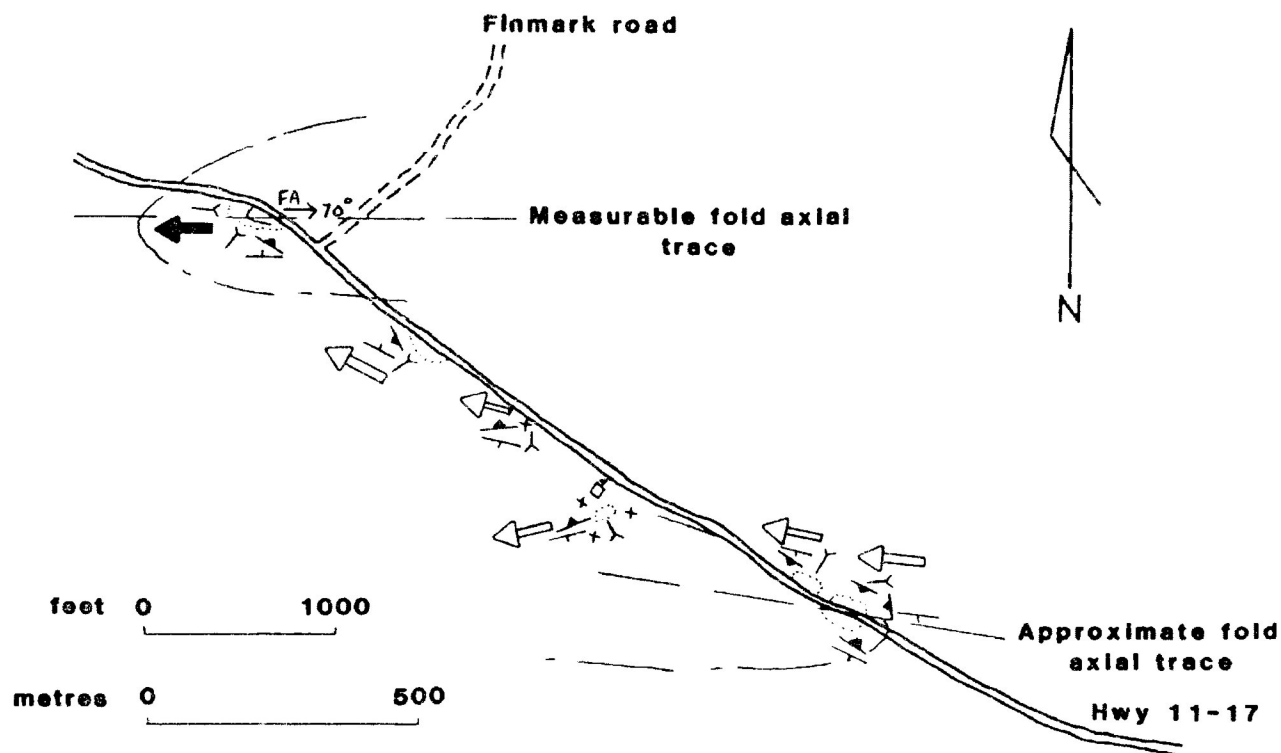 Finmark road
FA
70°
Measurable fold axial
trace
N
feet 0 1000
metres 0 500
Approximate fold
axial trace
Hwy 11-17